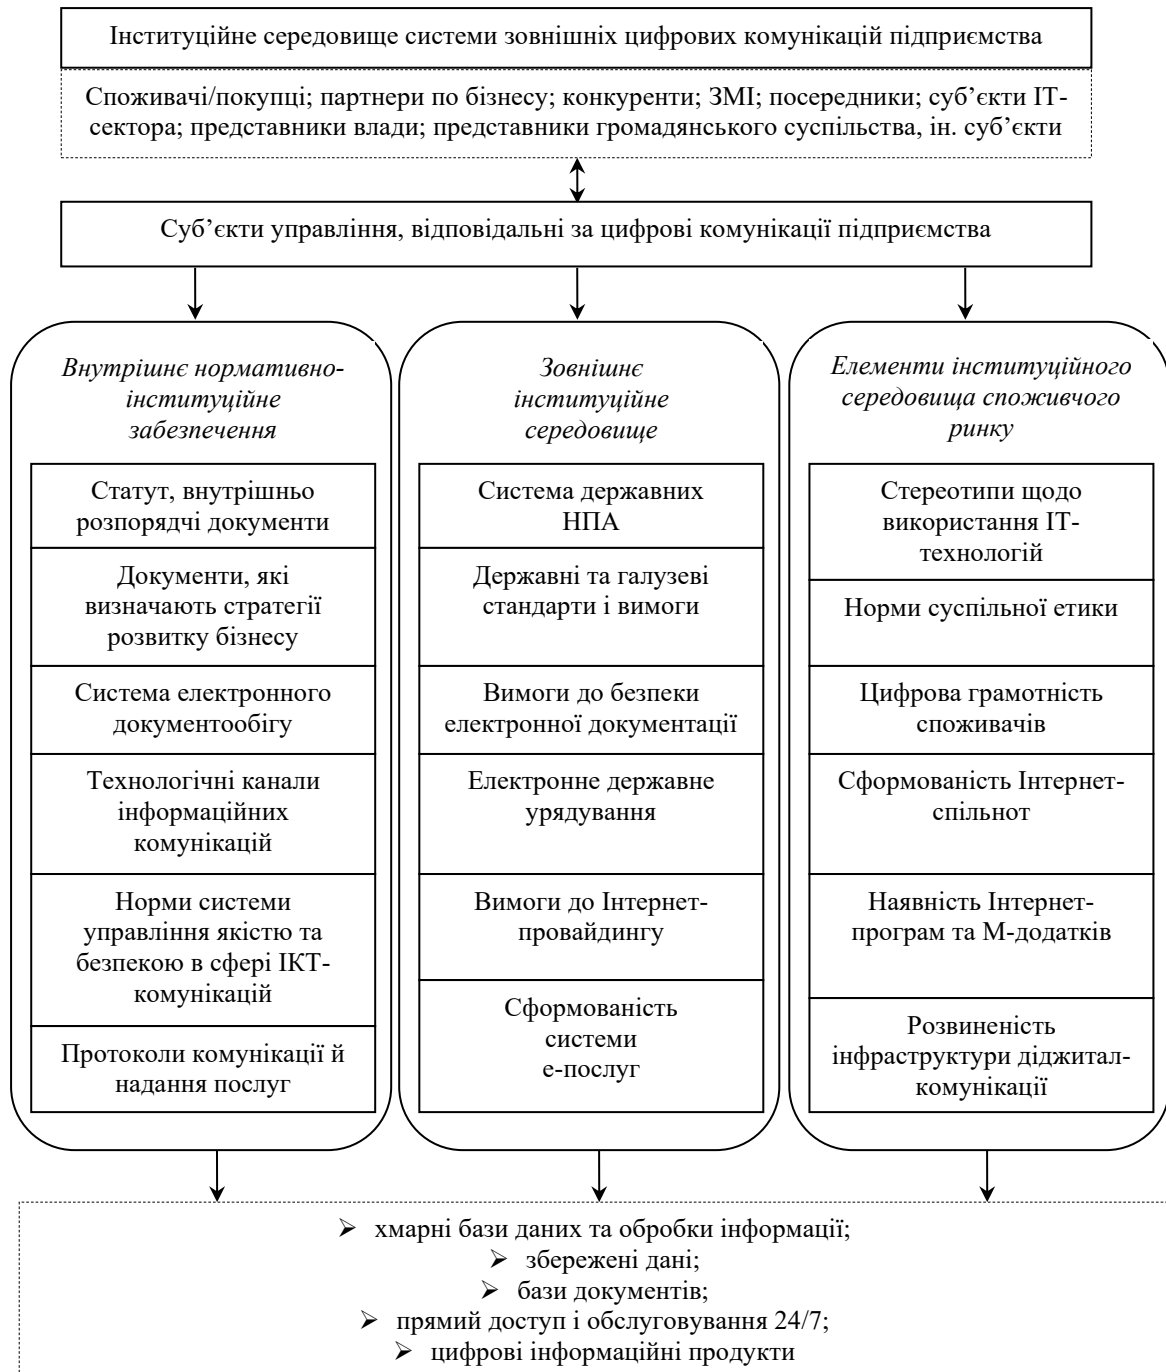 Інституційне середовище системи зовнішніх цифрових комунікацій підприємства
Споживачі/покупці; партнери по бізнесу; конкуренти; ЗМІ; посередники; суб’єкти ІТ-
сектора; представники влади; представники громадянського суспільства, ін. суб’єкти
Суб’єкти управління, відповідальні за цифрові комунікації підприємства
Внутрішнє нормативно-
інституційне
забезпечення
Статут, внутрішньо
розпорядчі документи
Документи, які
визначають стратегії
розвитку бізнесу
Система електронного
документообігу
Технологічні канали
інформаційних
комунікацій
Норми системи
управління якістю та
безпекою в сфері ІКТ-
комунікацій
Протоколи комунікації й
надання послуг
Зовнішнє
інституційне
середовище
Система державних
НПА
Державні та галузеві
стандарти і вимоги
Вимоги до безпеки
електронної документації
Електронне державне
урядування
Вимоги до Інтернет-
провайдингу
Сформованість
системи
е-послуг
Елементи інституційного
середовища споживчого
ринку
Стереотипи щодо
використання ІТ-
технологій
Норми суспільної етики
Цифрова грамотність
споживачів
Сформованість Інтернет-
спільнот
Наявність Інтернет-
програм та М-додатків
Розвиненість
інфраструктури діджитал-
комунікації
➢ хмарні бази даних та обробки інформації;
➢ збережені дані;
➢ бази документів;
➢ прямий доступ і обслуговування 24/7;
➢ цифрові інформаційні продукти